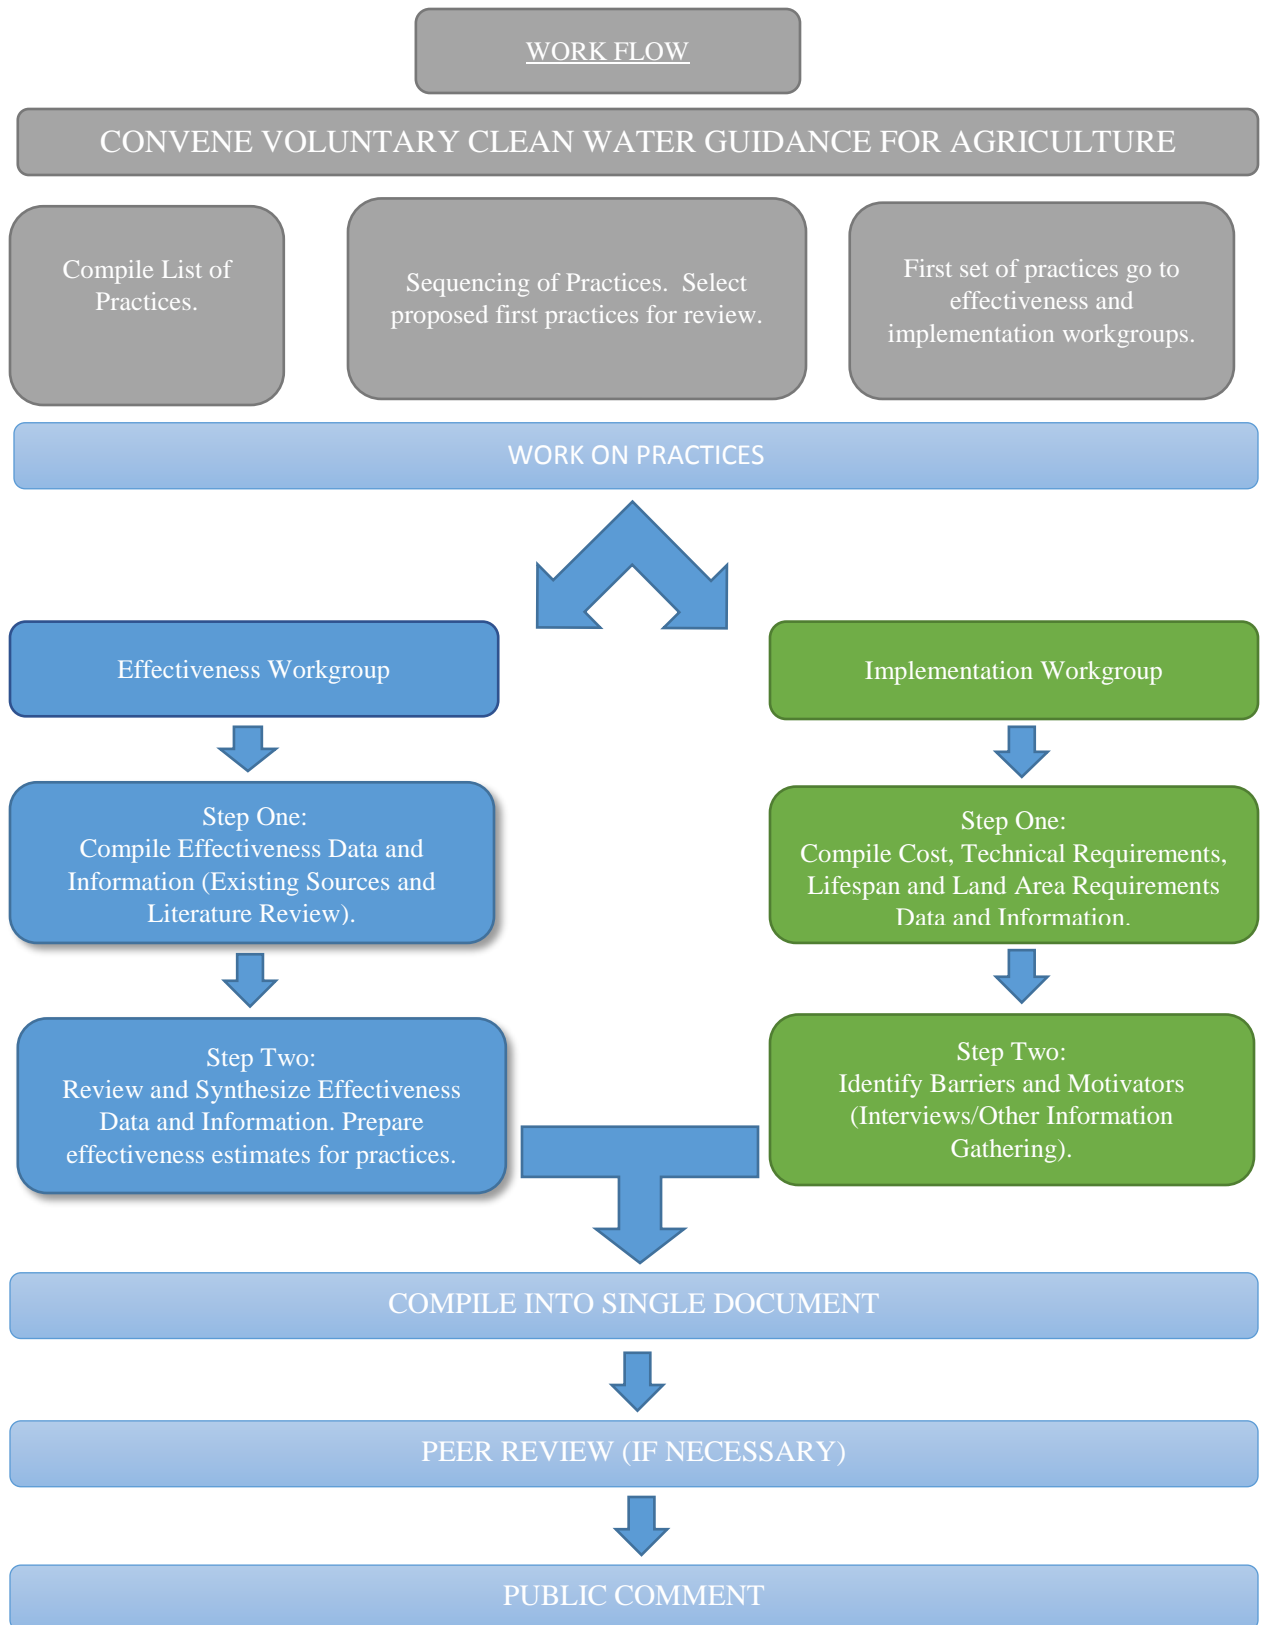 WORK FLOW
CONVENE VOLUNTARY CLEAN WATER GUIDANCE FOR AGRICULTURE
Compile List of
Practices.
Sequencing of Practices.  Select
proposed first practices for review.
First set of practices go to
effectiveness and
implementation workgroups.
WORK ON PRACTICES
Effectiveness Workgroup
Implementation Workgroup
Step One:
Compile Effectiveness Data and
Information (Existing Sources and
Literature Review).
Step One:
Compile Cost, Technical Requirements,
Lifespan and Land Area Requirements
Data and Information.
Step Two:
Review and Synthesize Effectiveness
Data and Information. Prepare
effectiveness estimates for practices.
Step Two:
Identify Barriers and Motivators
(Interviews/Other Information
Gathering).
COMPILE INTO SINGLE DOCUMENT
PEER REVIEW (IF NECESSARY)
PUBLIC COMMENT